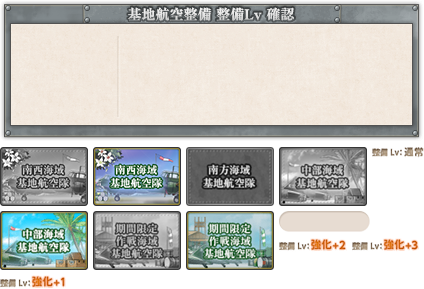 基地航空整備 整備Lv 確認
南西海域
基地航空隊
南西海域
基地航空隊
南方海域
基地航空隊
中部海域
基地航空隊
整備 Lv: 通常
中部海域
基地航空隊
期間限定
作戦海域
基地航空隊
期間限定
作戦海域
基地航空隊
整備 Lv: 強化+2
整備 Lv: 強化+3
整備 Lv: 強化+1